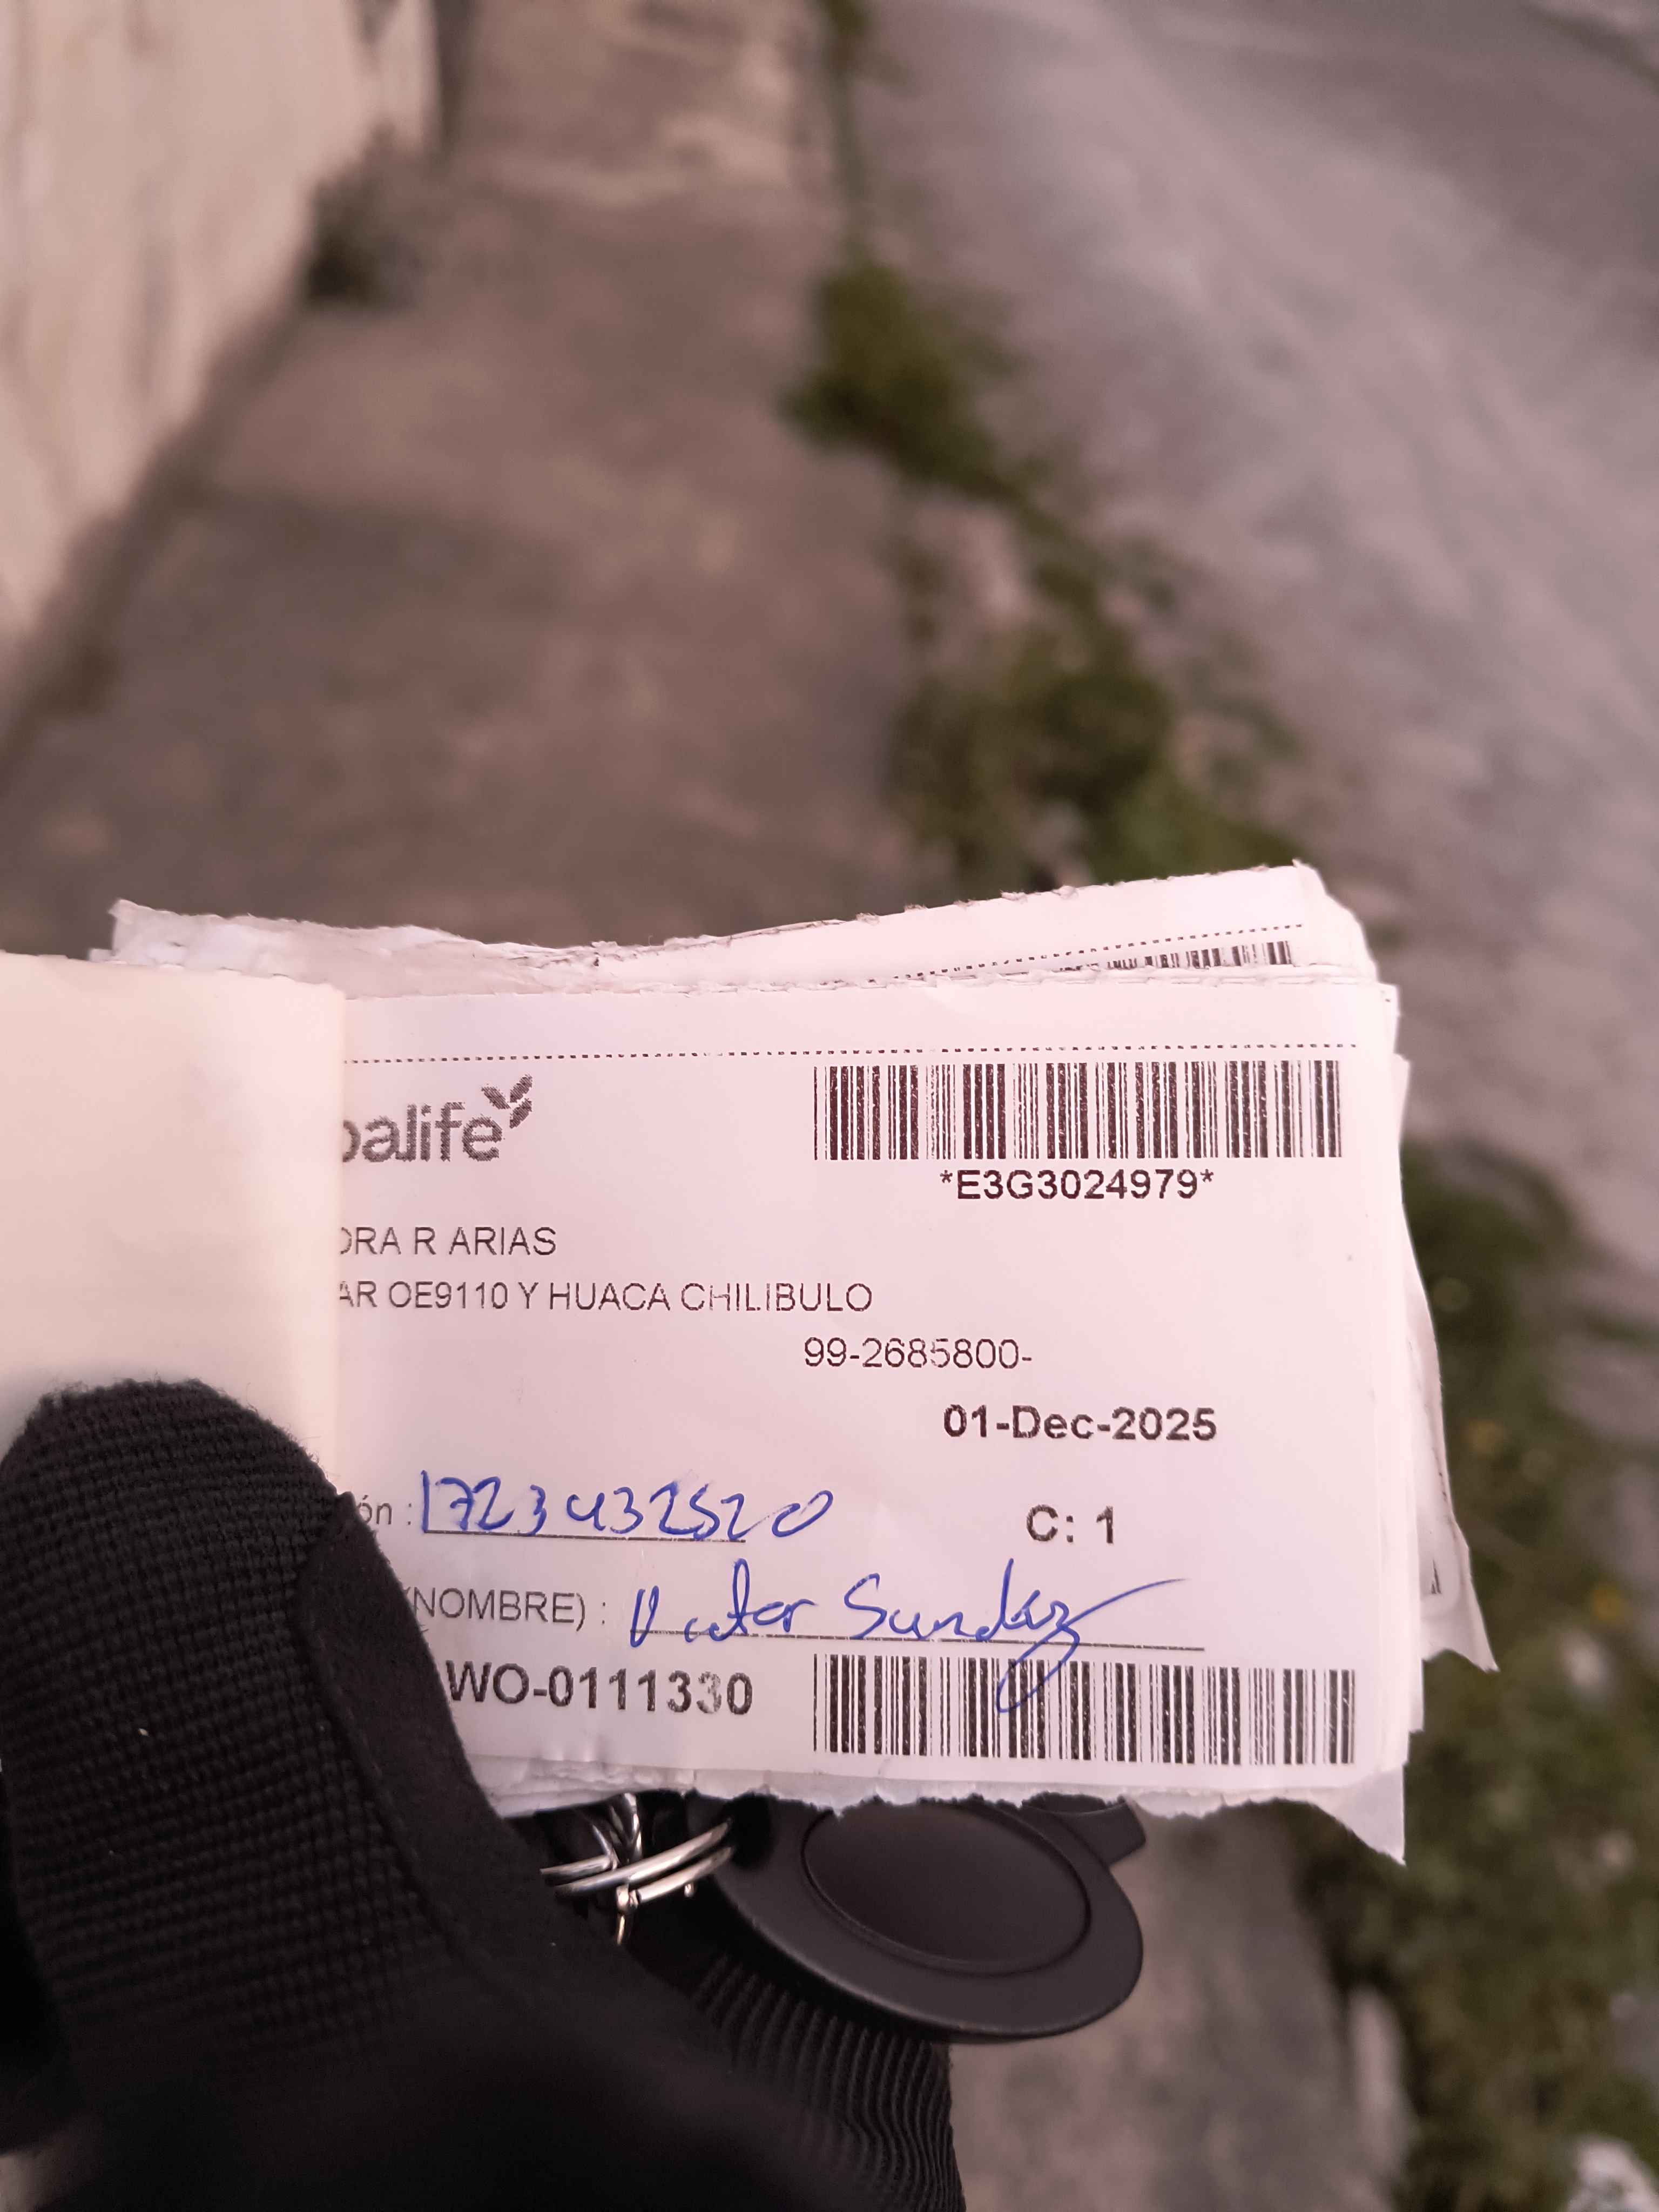 balife
*E3G3024979*
ORA R ARIAS
AR OE9110 Y HUACA CHILIBULO
99-2685800-
01-Dec-2025
ón : 1723432520
C: 1
(NOMBRE) : Victor
WO-0111330